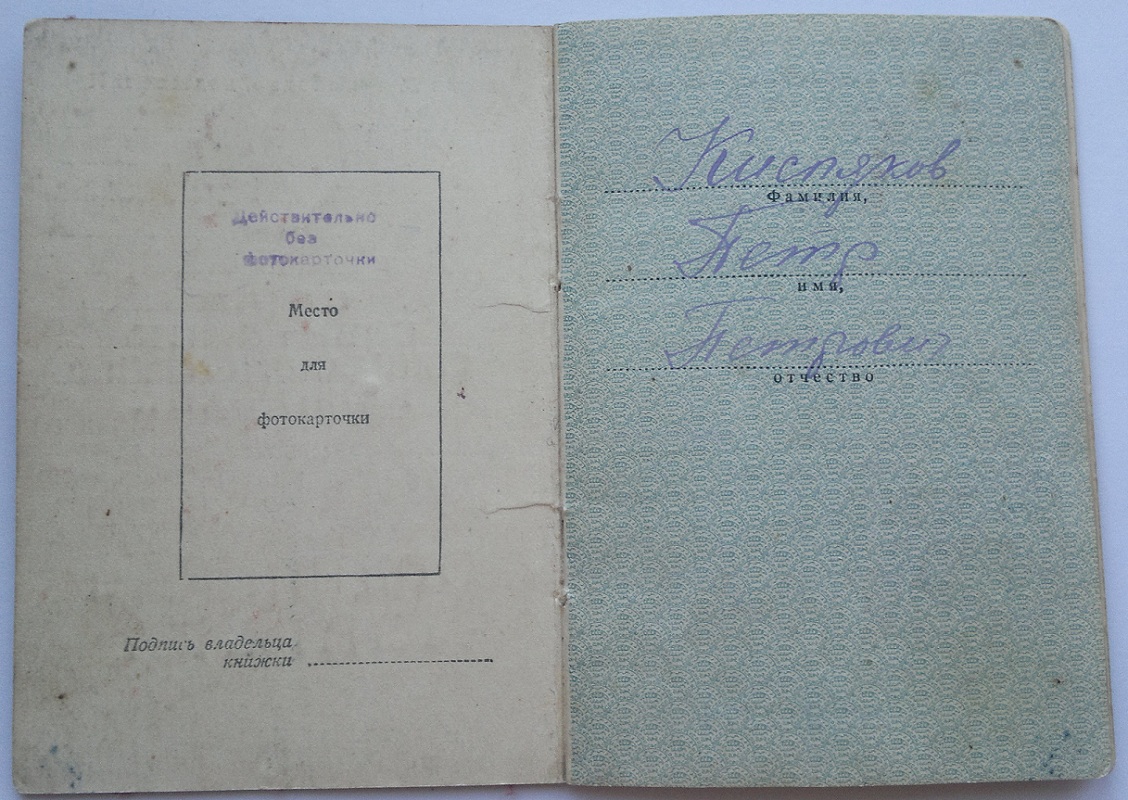 Действительно
без
фотокарточки
Место
для
фотокарточки
Подпись владельца
книжки
Кисляков
Фамилия,
Петр
имя,
Петрович
отчество